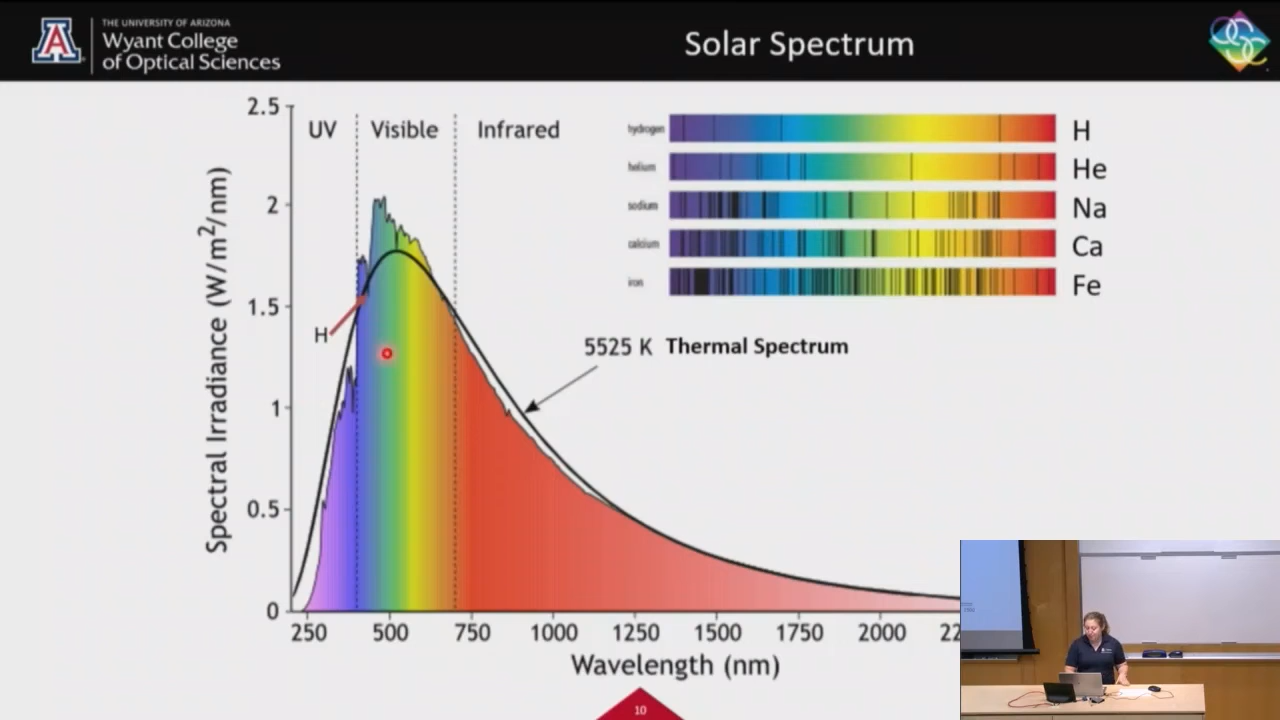 THE UNIVERSITY OF ARIZONA
Wyant College
of Optical Sciences
Solar Spectrum
2.5
2
1.5
1
0.5
0
Spectral Irradiance (W/m²/nm)
UV
Visible
Infrared
H
5525 K Thermal Spectrum
hydrogen H
helium He
sodium Na
calcium Ca
iron Fe
250 500 750 1000 1250 1500 1750 2000
Wavelength (nm)
10